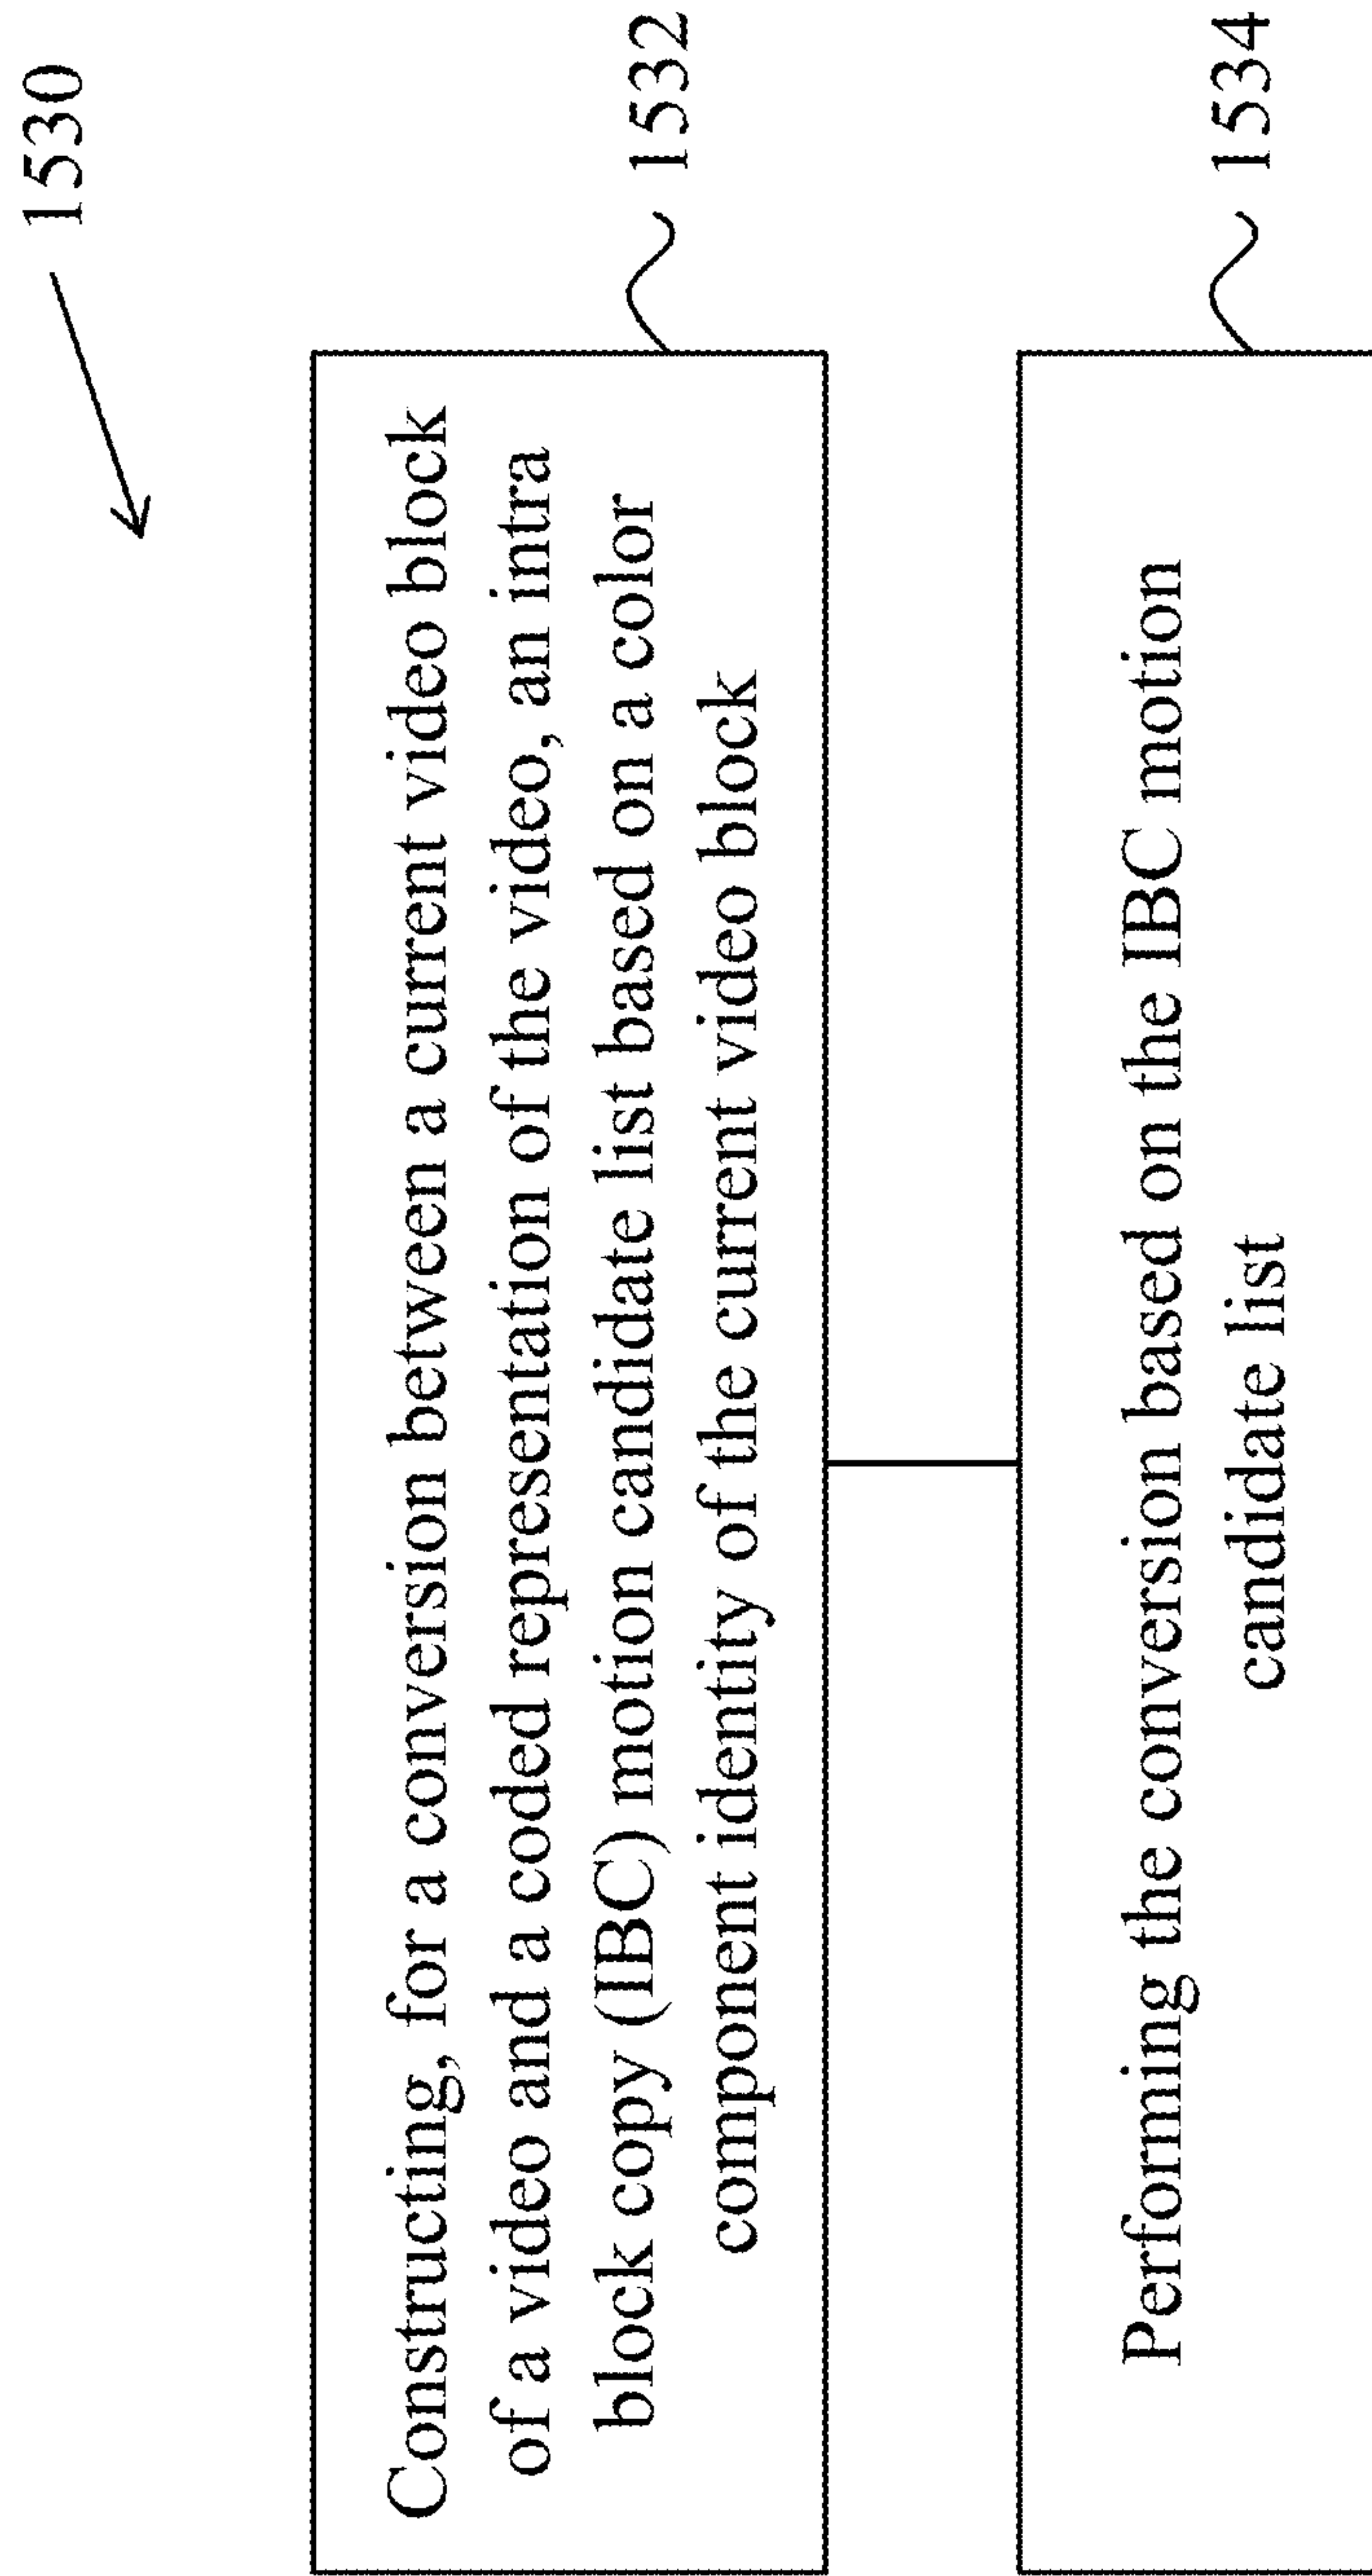 1530
Constructing, for a conversion between a current video block
of a video and a coded representation of the video, an intra
block copy (IBC) motion candidate list based on a color
component identity of the current video block
1532
Performing the conversion based on the IBC motion
candidate list
1534